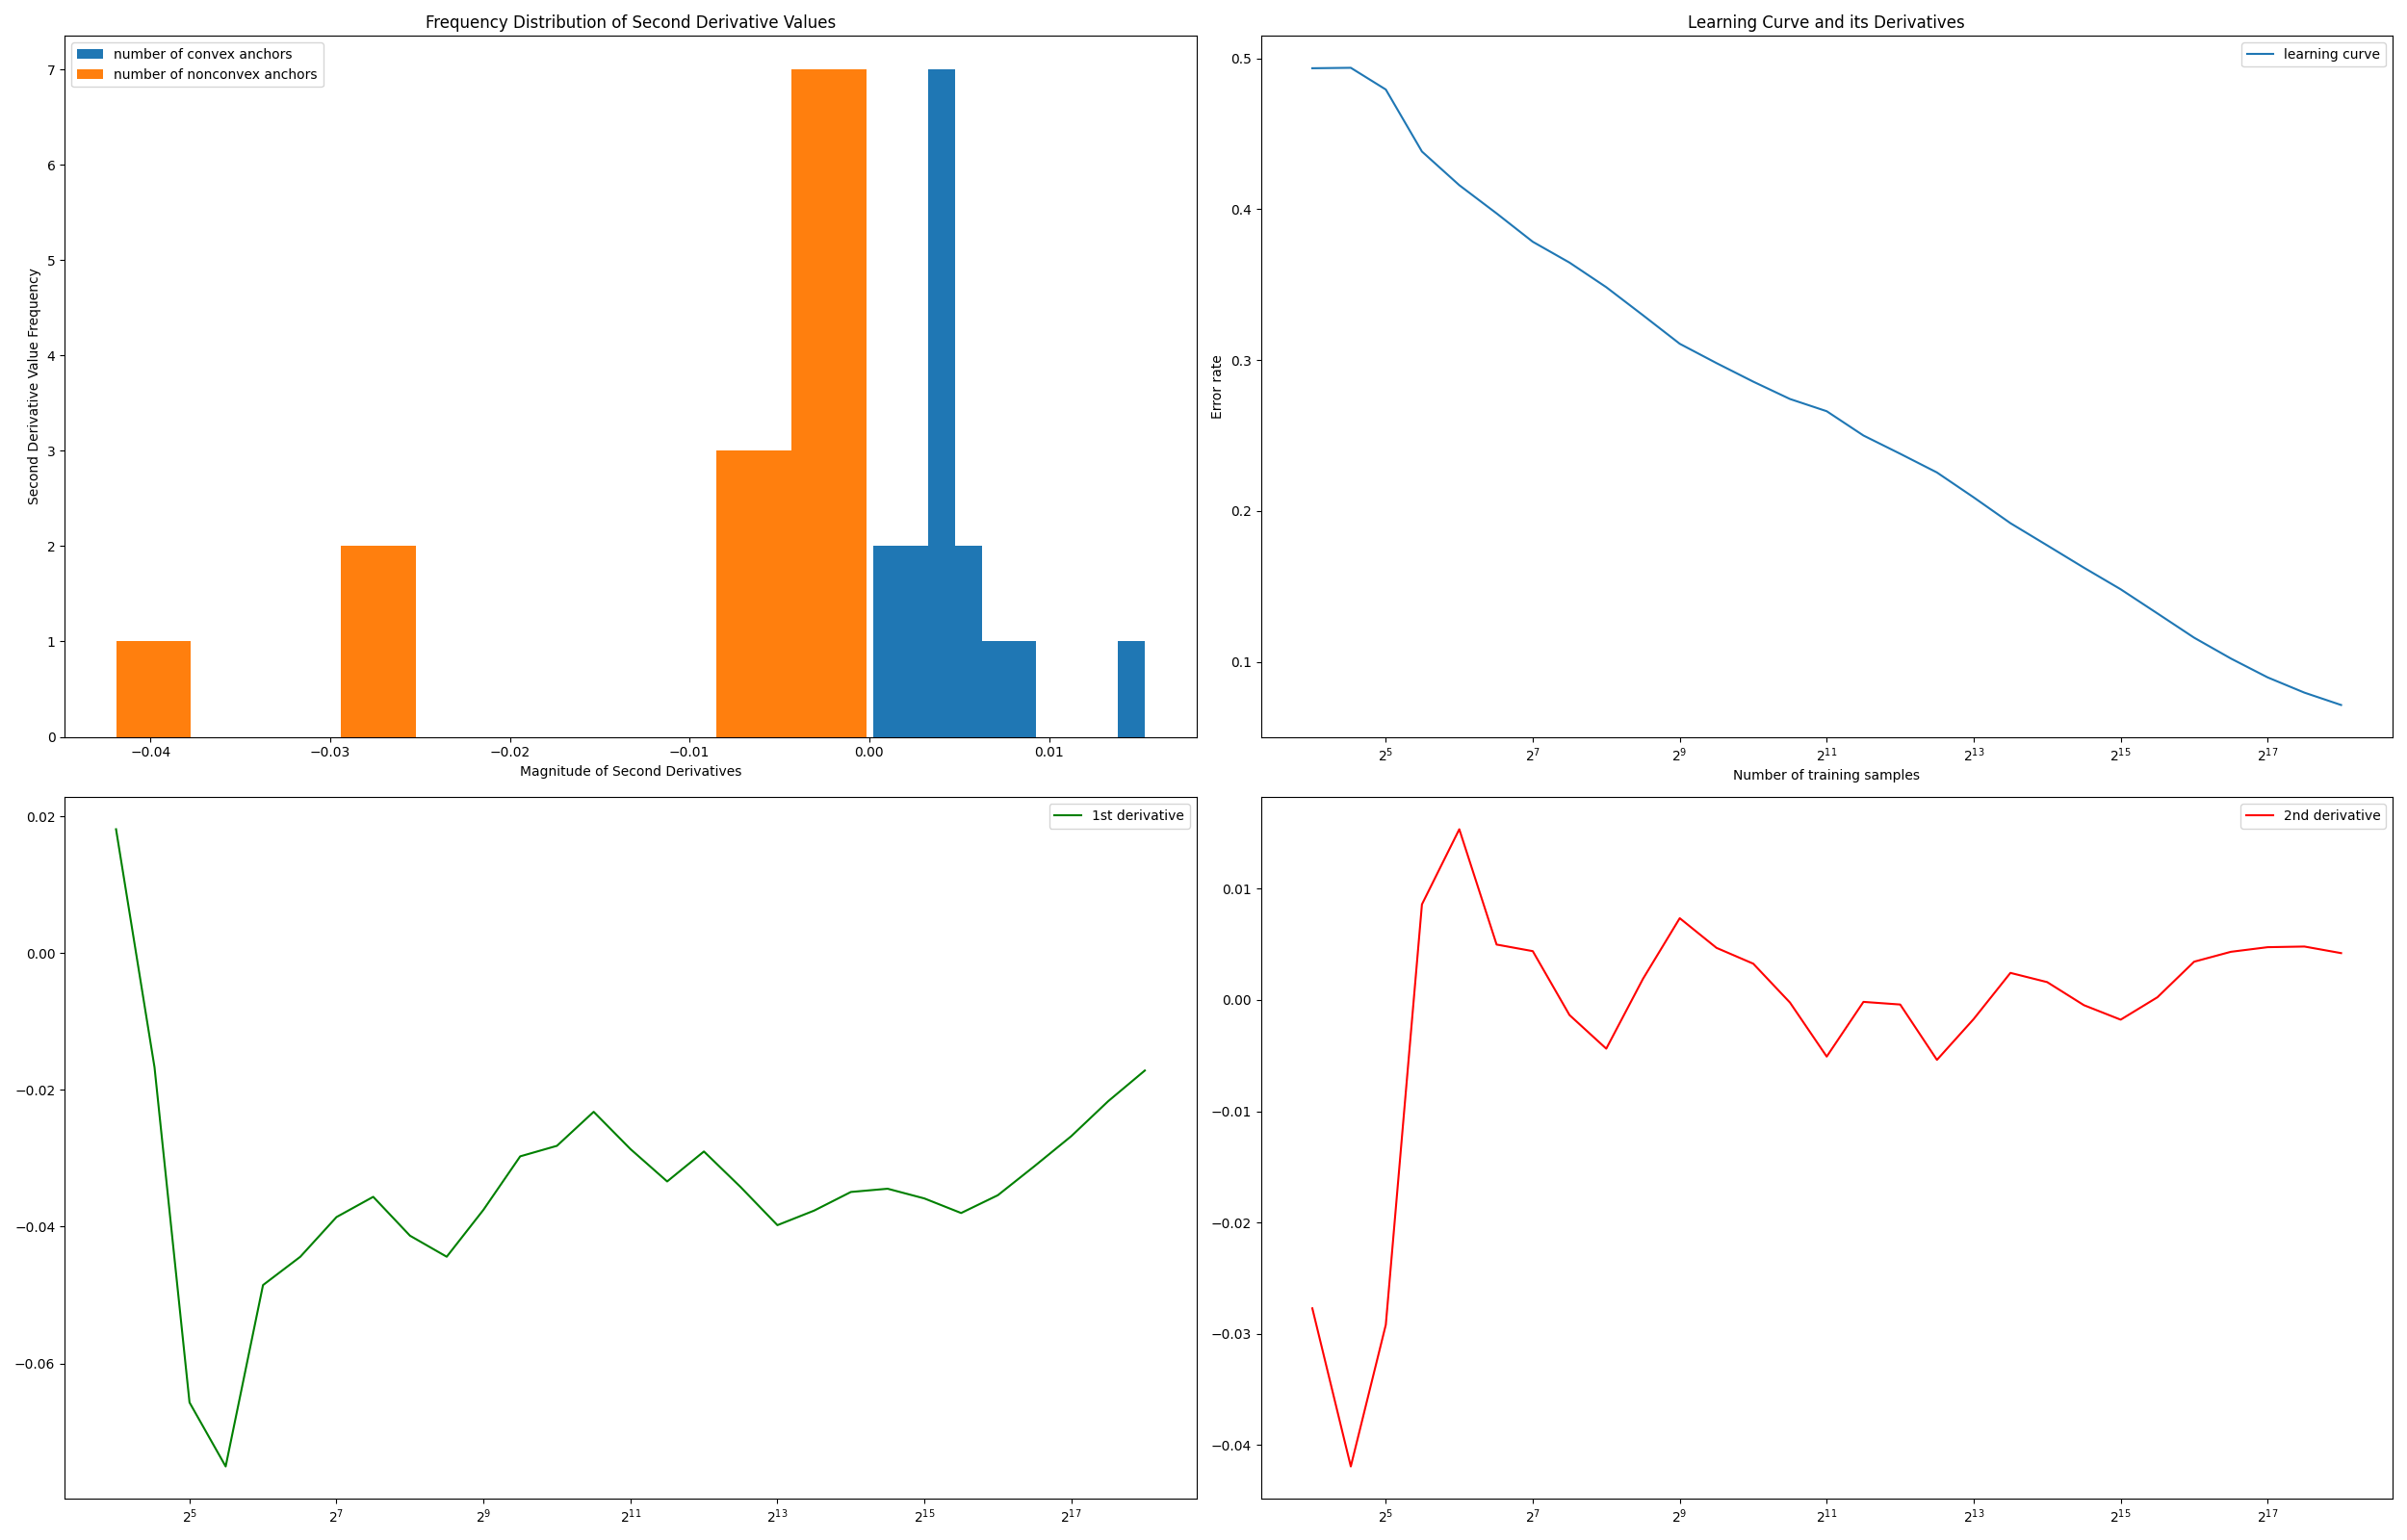 Frequency Distribution of Second Derivative Values
number of convex anchors
number of nonconvex anchors
7
6
5
4
3
2
1
0
Second Derivative Value Frequency
−0.04 −0.03 −0.02 −0.01 0.00 0.01
Magnitude of Second Derivatives
Learning Curve and its Derivatives
learning curve
0.5
0.4
0.3
0.2
0.1
Error rate
2^5 2^7 2^9 2^11 2^13 2^15 2^17
Number of training samples
1st derivative
0.02
0.00
−0.02
−0.04
−0.06
2^5 2^7 2^9 2^11 2^13 2^15 2^17
2nd derivative
0.01
0.00
−0.01
−0.02
−0.03
−0.04
2^5 2^7 2^9 2^11 2^13 2^15 2^17